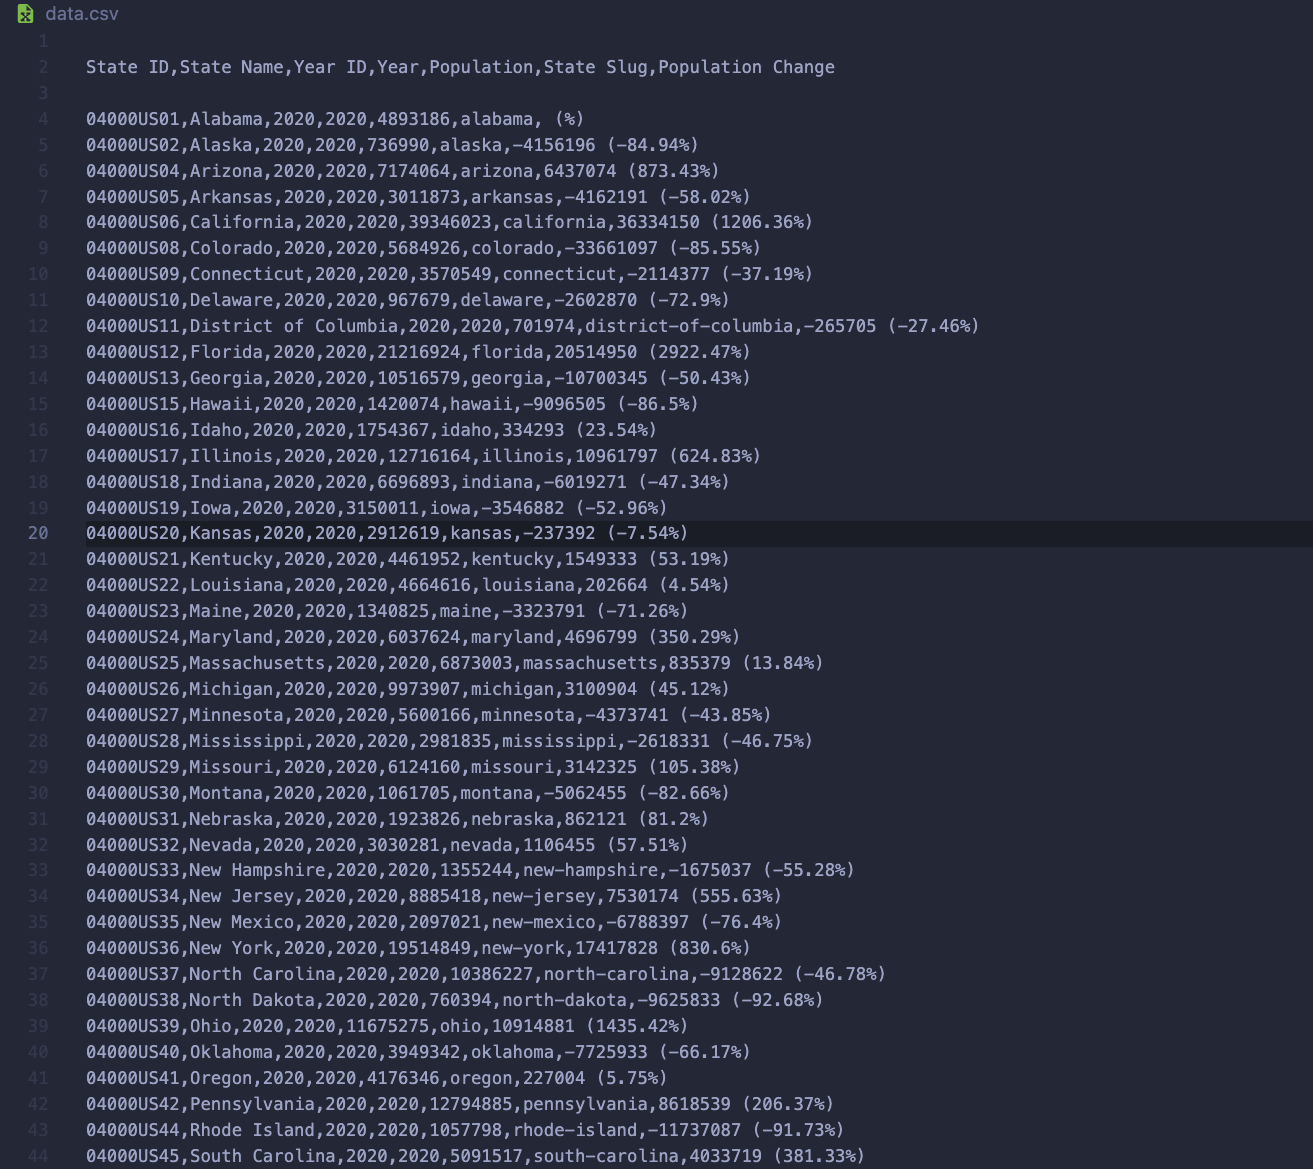 data.csv
1
2 State ID,State Name,Year ID,Year,Population,State Slug,Population Change
3
4 04000US01,Alabama,2020,2020,4893186,alabama, (%)
5 04000US02,Alaska,2020,2020,736990,alaska,-4156196 (-84.94%)
6 04000US04,Arizona,2020,2020,7174064,arizona,6437074 (873.43%)
7 04000US05,Arkansas,2020,2020,3011873,arkansas,-4162191 (-58.02%)
8 04000US06,California,2020,2020,39346023,california,36334150 (1206.36%)
9 04000US08,Colorado,2020,2020,5684926,colorado,-33661097 (-85.55%)
10 04000US09,Connecticut,2020,2020,3570549,connecticut,-2114377 (-37.19%)
11 04000US10,Delaware,2020,2020,967679,delaware,-2602870 (-72.9%)
12 04000US11,District of Columbia,2020,2020,701974,district-of-columbia,-265705 (-27.46%)
13 04000US12,Florida,2020,2020,21216924,florida,20514950 (2922.47%)
14 04000US13,Georgia,2020,2020,10516579,georgia,-10700345 (-50.43%)
15 04000US15,Hawaii,2020,2020,1420074,hawaii,-9096505 (-86.5%)
16 04000US16,Idaho,2020,2020,1754367,idaho,334293 (23.54%)
17 04000US17,Illinois,2020,2020,12716164,illinois,10961797 (624.83%)
18 04000US18,Indiana,2020,2020,6696893,indiana,-6019271 (-47.34%)
19 04000US19,Iowa,2020,2020,3150011,iowa,-3546882 (-52.96%)
20 04000US20,Kansas,2020,2020,2912619,kansas,-237392 (-7.54%)
21 04000US21,Kentucky,2020,2020,4461952,kentucky,1549333 (53.19%)
22 04000US22,Louisiana,2020,2020,4664616,louisiana,202664 (4.54%)
23 04000US23,Maine,2020,2020,1340825,maine,-3323791 (-71.26%)
24 04000US24,Maryland,2020,2020,6037624,maryland,4696799 (350.29%)
25 04000US25,Massachusetts,2020,2020,6873003,massachusetts,835379 (13.84%)
26 04000US26,Michigan,2020,2020,9973907,michigan,3100904 (45.12%)
27 04000US27,Minnesota,2020,2020,5600166,minnesota,-4373741 (-43.85%)
28 04000US28,Mississippi,2020,2020,2981835,mississippi,-2618331 (-46.75%)
29 04000US29,Missouri,2020,2020,6124160,missouri,3142325 (105.38%)
30 04000US30,Montana,2020,2020,1061705,montana,-5062455 (-82.66%)
31 04000US31,Nebraska,2020,2020,1923826,nebraska,862121 (81.2%)
32 04000US32,Nevada,2020,2020,3030281,nevada,1106455 (57.51%)
33 04000US33,New Hampshire,2020,2020,1355244,new-hampshire,-1675037 (-55.28%)
34 04000US34,New Jersey,2020,2020,8885418,new-jersey,7530174 (555.63%)
35 04000US35,New Mexico,2020,2020,2097021,new-mexico,-6788397 (-76.4%)
36 04000US36,New York,2020,2020,19514849,new-york,17417828 (830.6%)
37 04000US37,North Carolina,2020,2020,10386227,north-carolina,-9128622 (-46.78%)
38 04000US38,North Dakota,2020,2020,760394,north-dakota,-9625833 (-92.68%)
39 04000US39,Ohio,2020,2020,11675275,ohio,10914881 (1435.42%)
40 04000US40,Oklahoma,2020,2020,3949342,oklahoma,-7725933 (-66.17%)
41 04000US41,Oregon,2020,2020,4176346,oregon,227004 (5.75%)
42 04000US42,Pennsylvania,2020,2020,12794885,pennsylvania,8618539 (206.37%)
43 04000US44,Rhode Island,2020,2020,1057798,rhode-island,-11737087 (-91.73%)
44 04000US45,South Carolina,2020,2020,5091517,south-carolina,4033719 (381.33%)